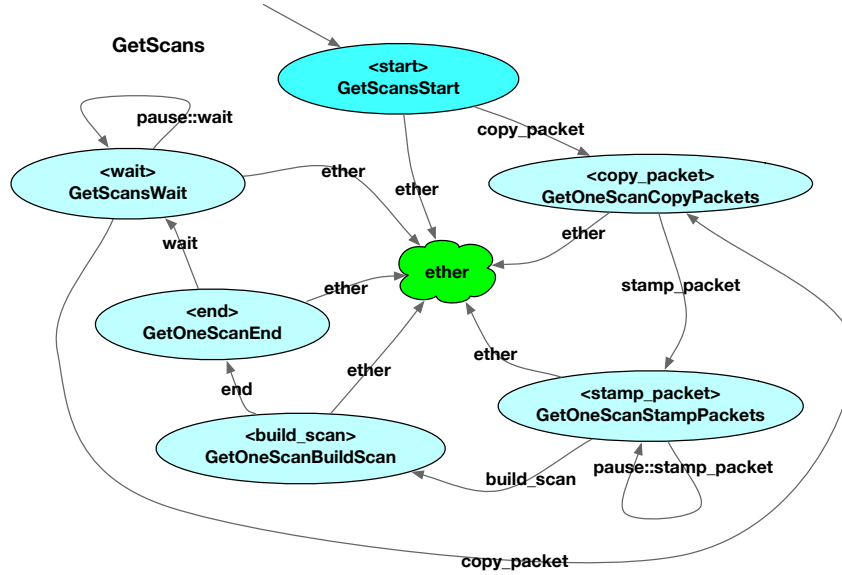 GetScans
<start>
GetScansStart
pause::wait
copy_packet
<wait>
GetScansWait
ether
ether
<copy_packet>
GetOneScanCopyPackets
ether
wait
ether
ether
stamp_packet
<end>
GetOneScanEnd
ether
ether
end
<stamp_packet>
GetOneScanStampPackets
<build_scan>
GetOneScanBuildScan
pause::stamp_packet
build_scan
copy_packet